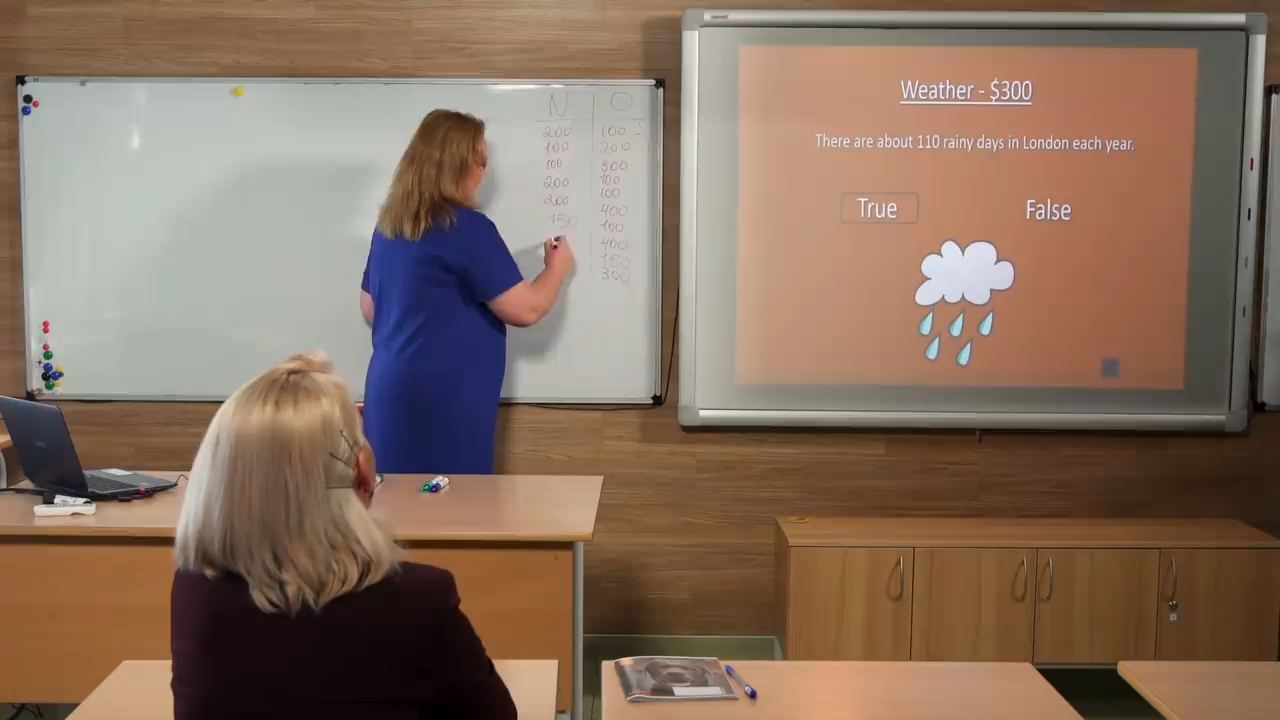 N O
200 100
100 200
100 300
200 100
200 100
150 400
100
400
150
300
Weather - $300
There are about 110 rainy days in London each year.
True False